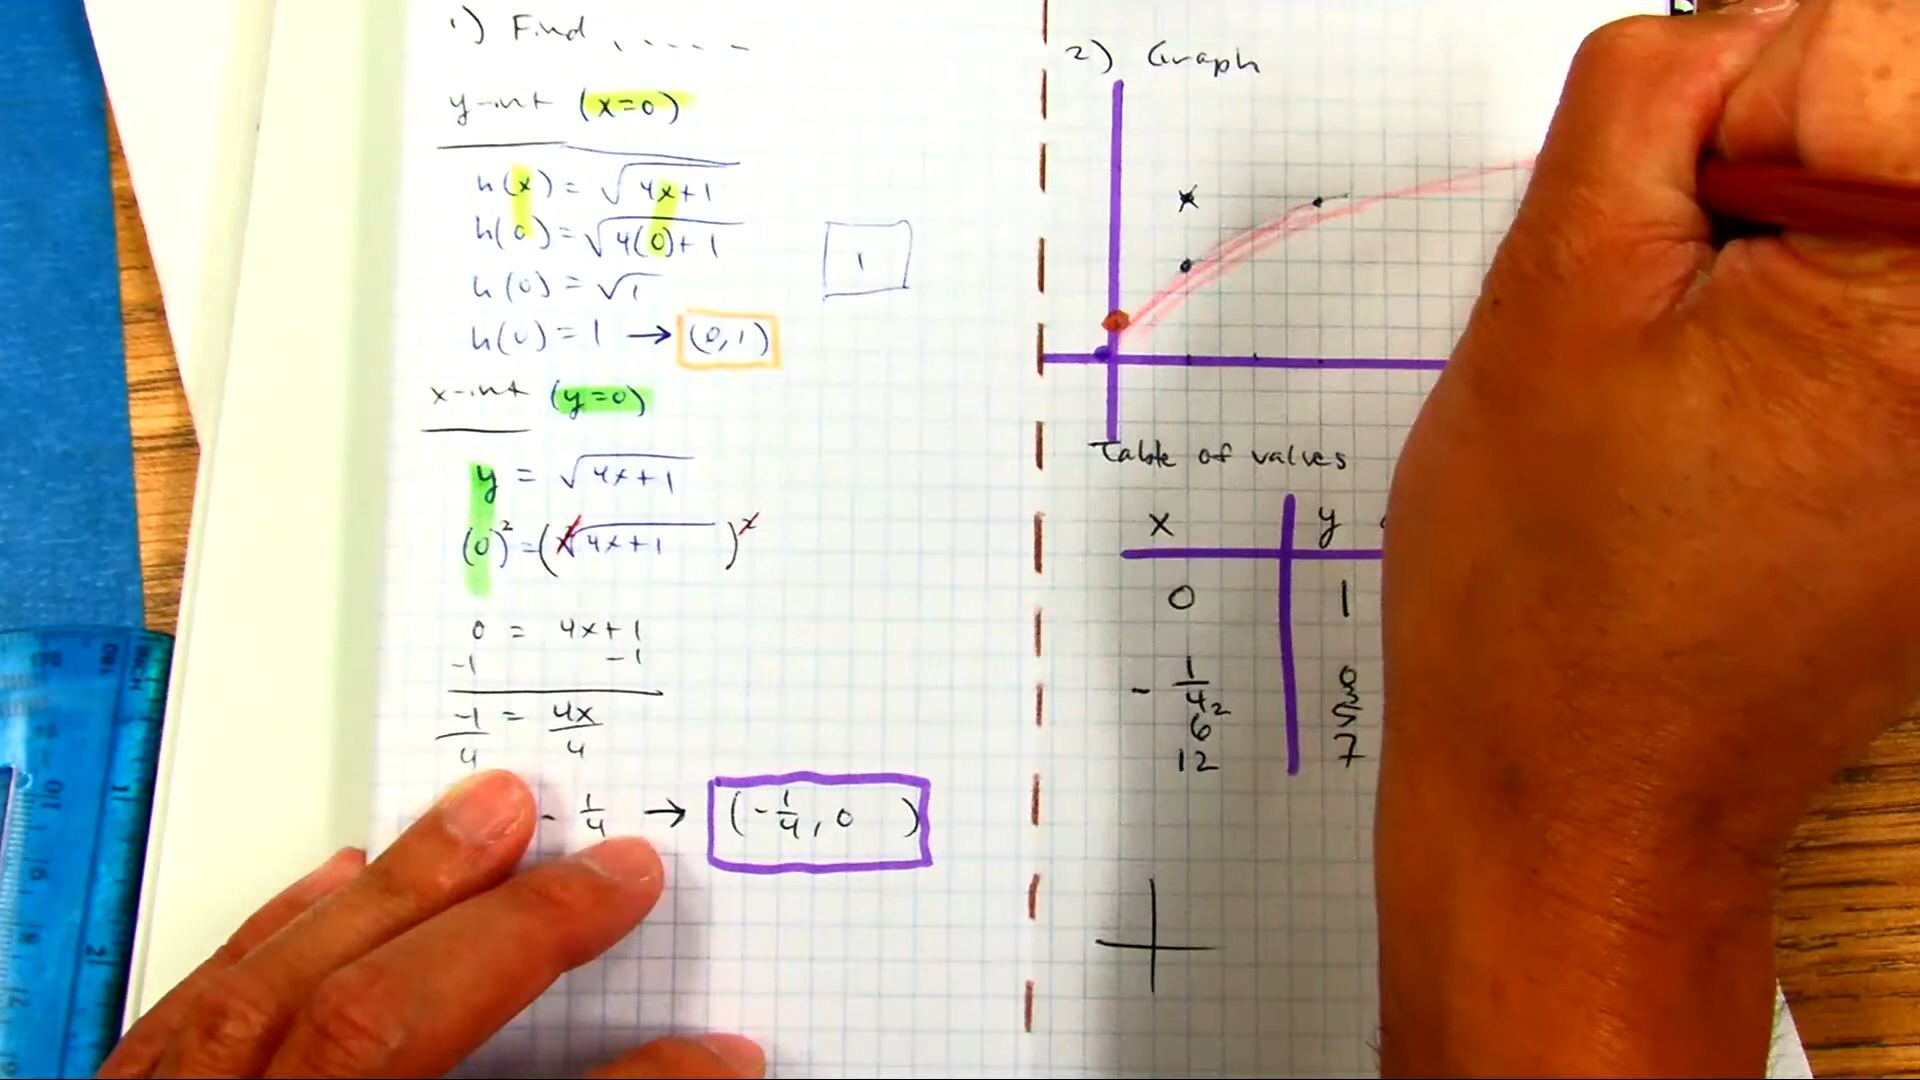 1) Find , - - - -
y-int (x=0)
h(x) = √4x+1
h(0) = √4(0)+1
h(0) = √1
h(0) = 1 → (0,1)
1
x-int (y=0)
y = √4x+1
(0)² = (√4x+1)²
0 = 4x+1
-1 -1
-1/4 = 4x/4
- 1/4 → (-1/4, 0)
2) Graph
Table of values
x y
0 1
- 1/4 0
2 3
6 5
12 7